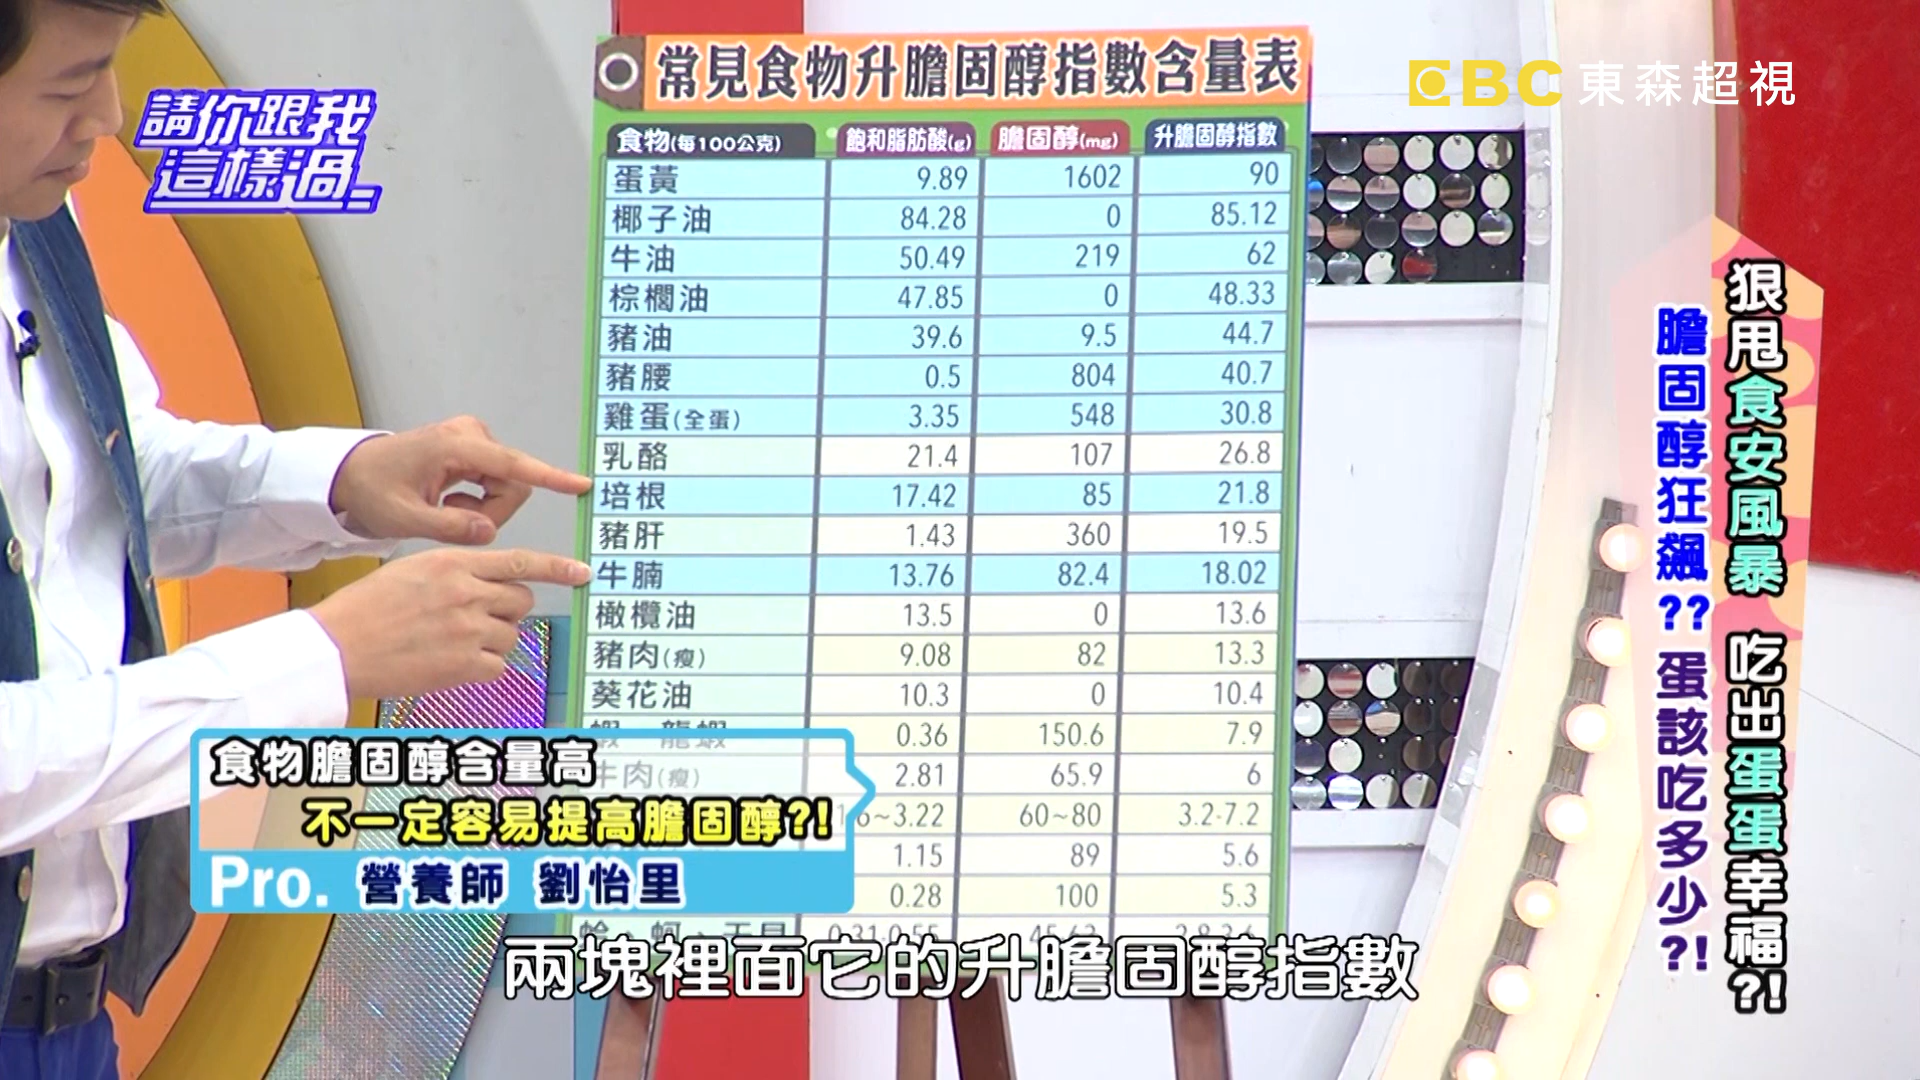 請你跟我
這樣過
EBC 東森超視
常見食物升膽固醇指數含量表
食物(每100公克) 飽和脂肪酸(g) 膽固醇(mg) 升膽固醇指數
蛋黃 9.89 1602 90
椰子油 84.28 0 85.12
牛油 50.49 219 62
棕櫚油 47.85 0 48.33
豬油 39.6 9.5 44.7
豬腰 0.5 804 40.7
雞蛋(全蛋) 3.35 548 30.8
乳酪 21.4 107 26.8
培根 17.42 85 21.8
豬肝 1.43 360 19.5
牛腩 13.76 82.4 18.02
橄欖油 13.5 0 13.6
豬肉(瘦) 9.08 82 13.3
葵花油 10.3 0 10.4
蝦、龍蝦 0.36 150.6 7.9
牛肉(瘦) 2.81 65.9 6
6~3.22 60~80 3.2-7.2
1.15 89 5.6
0.28 100 5.3
狠甩食安風暴 吃出蛋蛋幸福?!
膽固醇狂飆?? 蛋該吃多少?!
食物膽固醇含量高
不一定容易提高膽固醇?!
Pro. 營養師 劉怡里
兩塊裡面它的升膽固醇指數